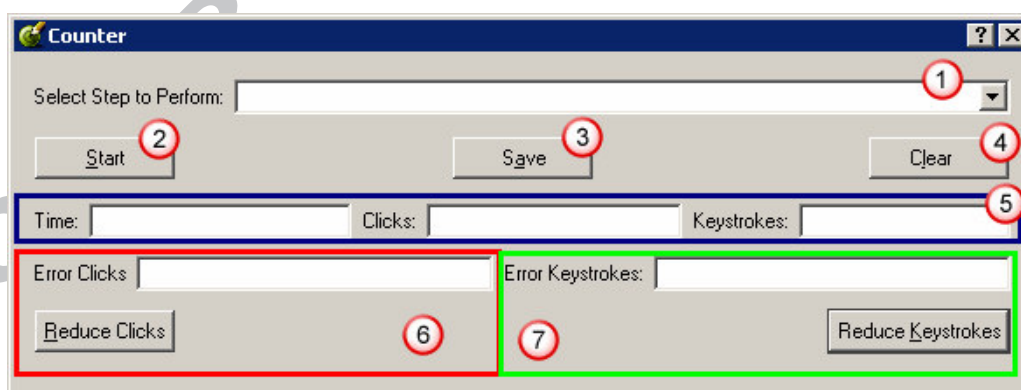 Counter
Select Step to Perform: 1
2 3 4
Start Save Clear
5
Time: Clicks: Keystrokes:
Error Clicks Error Keystrokes:
Reduce Clicks 6 7 Reduce Keystrokes